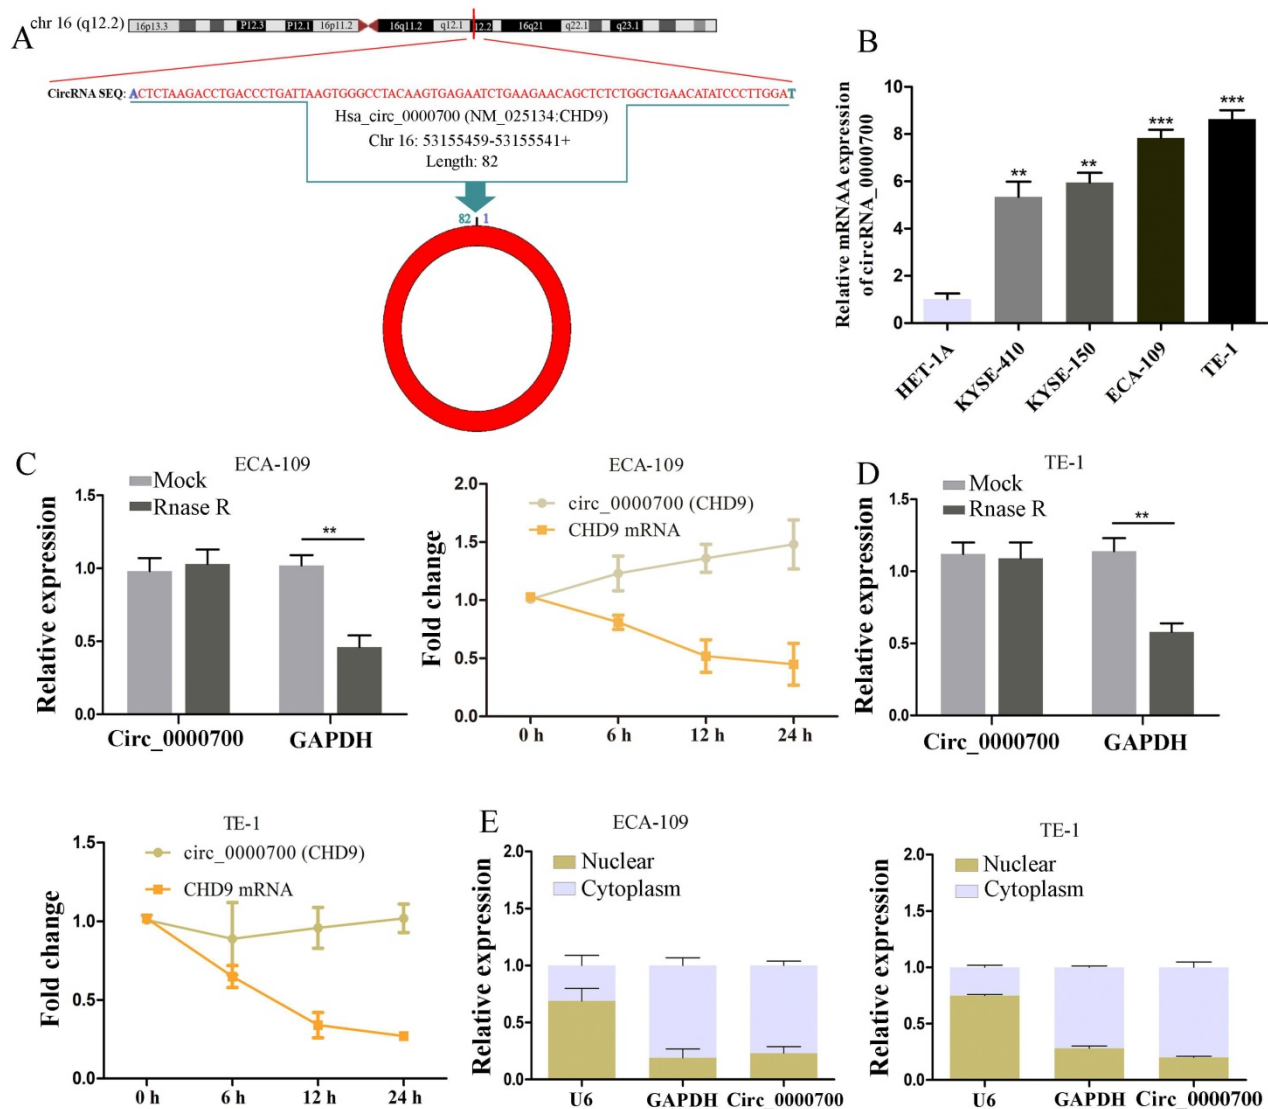 A
chr 16 (q12.2)
16p13.3 P12.3 P12.1 16p11.2 16q11.2 q12.1 12.2 16q21 q22.1 q23.1
CircRNA SEQ: ACTCTAAGACCTGACCCTGATTAAGTGGGCCTACAAGTGAGAATCTGAAGAACAGCTCTCTGGCTGAACATATCCCTTGGAT
Hsa_circ_0000700 (NM_025134:CHD9)
Chr 16: 53155459-53155541+
Length: 82
82 1
B
Relative mRNAA expression
of circRNA_0000700
10
8
6
4
2
0
** ** *** ***
HET-1A KYSE-410 KYSE-150 ECA-109 TE-1
C
ECA-109
Mock
Rnase R
Relative expression
1.5
1.0
0.5
0.0
**
Circ_0000700 GAPDH
ECA-109
circ_0000700 (CHD9)
CHD9 mRNA
Fold change
2.0
1.5
1.0
0.5
0.0
0 h 6 h 12 h 24 h
D
TE-1
Mock
Rnase R
Relative expression
1.5
1.0
0.5
0.0
**
Circ_0000700 GAPDH
TE-1
circ_0000700 (CHD9)
CHD9 mRNA
Fold change
1.5
1.0
0.5
0.0
0 h 6 h 12 h 24 h
E
ECA-109
Nuclear
Cytoplasm
Relative expression
2.0
1.5
1.0
0.5
0.0
U6 GAPDH Circ_0000700
TE-1
Nuclear
Cytoplasm
Relative expression
2.0
1.5
1.0
0.5
0.0
U6 GAPDH Circ_0000700